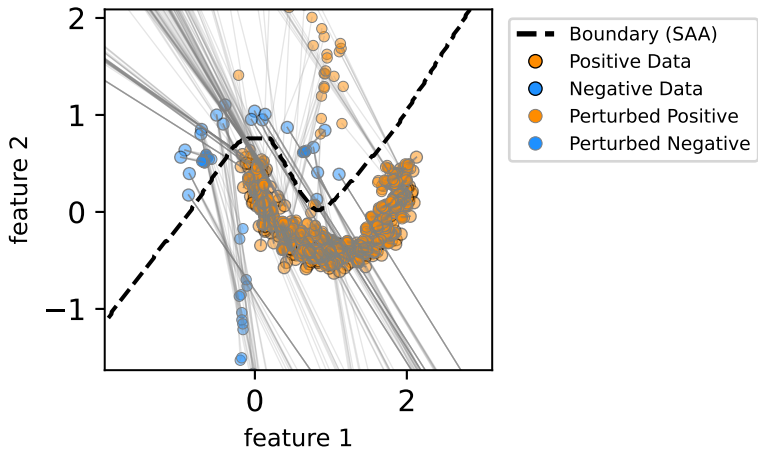 2
1
0
−1
0
2
feature 2
feature 1
Boundary (SAA)
Positive Data
Negative Data
Perturbed Positive
Perturbed Negative